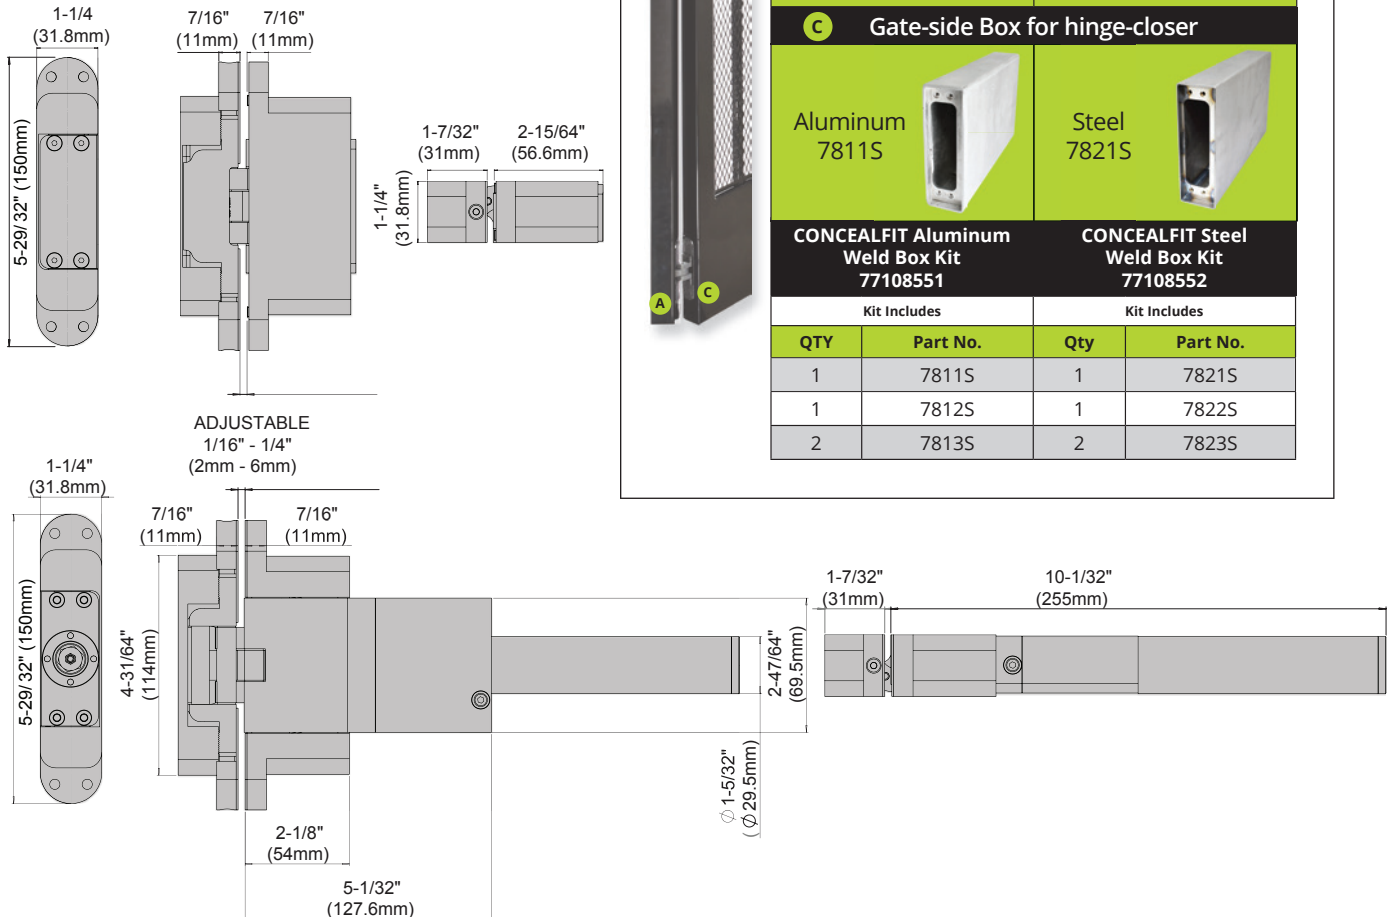 1-1/4
(31.8mm)
7/16"
(11mm)
7/16"
(11mm)
5-29/ 32" (150mm)
1-7/32"
(31mm)
2-15/64"
(56.6mm)
1-1/4"
(31.8mm)
ADJUSTABLE
1/16" - 1/4"
(2mm - 6mm)
C Gate-side Box for hinge-closer
Aluminum
7811S
Steel
7821S
A
C
CONCEALFIT Aluminum
Weld Box Kit
77108551
CONCEALFIT Steel
Weld Box Kit
77108552
Kit Includes Kit Includes
QTY Part No. Qty Part No.
1 7811S 1 7821S
1 7812S 1 7822S
2 7813S 2 7823S
1-1/4"
(31.8mm)
7/16"
(11mm)
7/16"
(11mm)
5-29/ 32" (150mm)
4-31/64"
(114mm)
2-47/64"
(69.5mm)
∅ 1-5/32"
( ∅ 29.5mm)
2-1/8"
(54mm)
5-1/32"
(127.6mm)
1-7/32"
(31mm)
10-1/32"
(255mm)